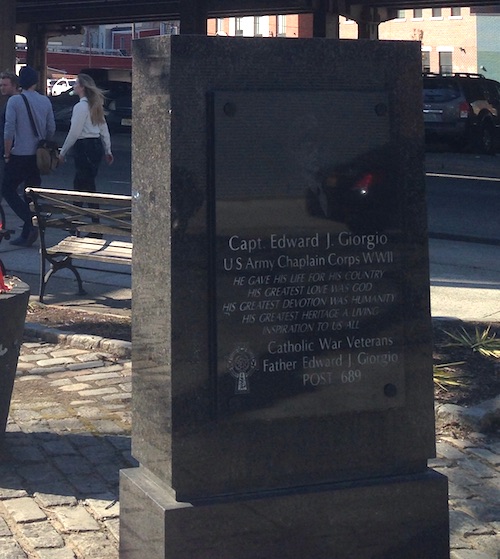 Capt. Edward J. Giorgio
U S Army Chaplain Corps WWII
HE GAVE HIS LIFE FOR HIS COUNTRY
HIS GREATEST LOVE WAS GOD
HIS GREATEST DEVOTION WAS HUMANITY
HIS GREATEST HERITAGE A LIVING
INSPIRATION TO US ALL
Catholic War Veterans
Father Edward J Giorgio
POST 689